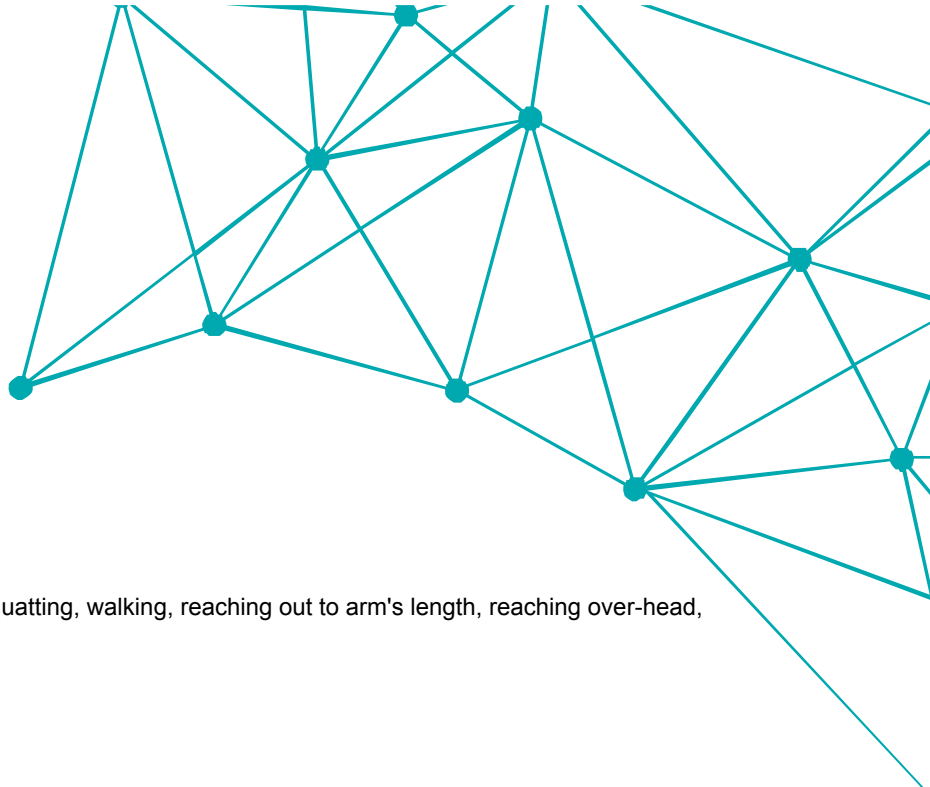 uatting, walking, reaching out to arm's length, reaching over-head,